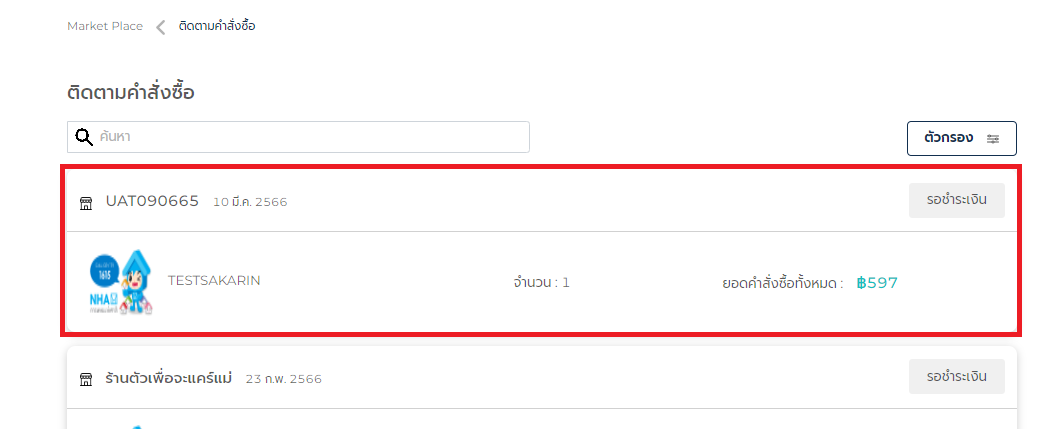 Market Place ติดตามคำสั่งซื้อ
ติดตามคำสั่งซื้อ
ค้นหา
ตัวกรอง
UAT090665 10 มี.ค. 2566
รอชำระเงิน
1615
NHA
TESTSAKARIN
จำนวน : 1
ยอดคำสั่งซื้อทั้งหมด : ฿597
ร้านตัวเพื่อจะแคร์แม่ 23 ก.พ. 2566
รอชำระเงิน